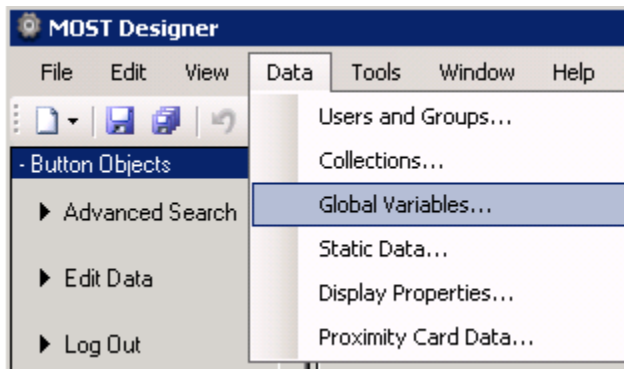 MOST Designer
File Edit View Data Tools Window Help
- Button Objects
Advanced Search
Edit Data
Log Out
Users and Groups...
Collections...
Global Variables...
Static Data...
Display Properties...
Proximity Card Data...